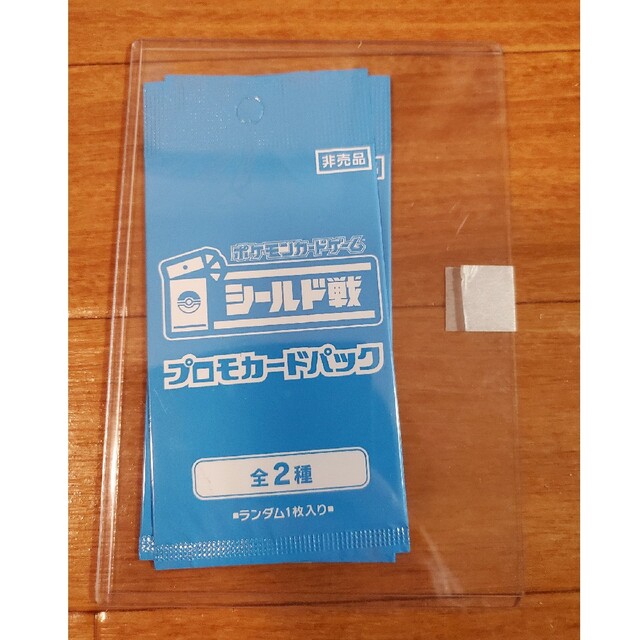 非売品
ポケモンカードゲーム
シールド戦
プロモカードパック
全2種
■ランダム1枚入り■